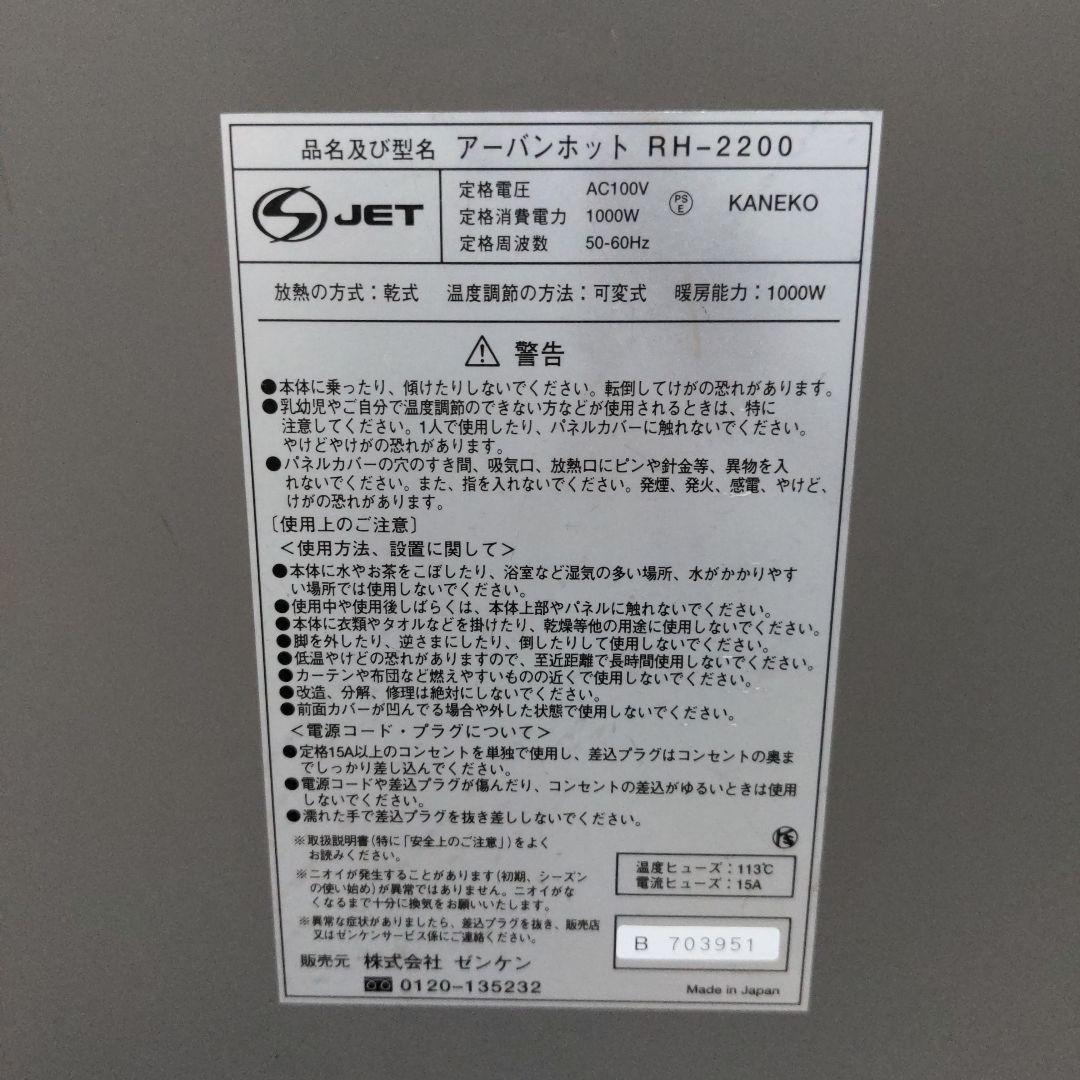 品名及び型名 アーバンホット RH-2200
JET
定格電圧 AC100V
定格消費電力 1000W
定格周波数 50-60Hz
PS
E
KANEKO
放熱の方式：乾式 温度調節の方法：可変式 暖房能力：1000W
警告
●本体に乗ったり、傾けたりしないでください。転倒してけがの恐れがあります。
●乳幼児やご自分で温度調節のできない方などが使用されるときは、特に
注意してください。1人で使用したり、パネルカバーに触れないでください。
やけどやけがの恐れがあります。
●パネルカバーの穴のすき間、吸気口、放熱口にピンや針金等、異物を入
れないでください。また、指を入れないでください。発煙、発火、感電、やけど、
けがの恐れがあります。
〔使用上のご注意〕
＜使用方法、設置に関して＞
●本体に水やお茶をこぼしたり、浴室など湿気の多い場所、水がかかりやす
い場所では使用しないでください。
●使用中や使用後しばらくは、本体上部やパネルに触れないでください。
●本体に衣類やタオルなどを掛けたり、乾燥等他の用途に使用しないでください。
●脚を外したり、逆さまにしたり、倒したりして使用しないでください。
●低温やけどの恐れがありますので、至近距離で長時間使用しないでください。
●カーテンや布団など燃えやすいものの近くで使用しないでください。
●改造、分解、修理は絶対にしないでください。
●前面カバーが凹んでる場合や外した状態で使用しないでください。
＜電源コード・プラグについて＞
●定格15A以上のコンセントを単独で使用し、差込プラグはコンセントの奥ま
でしっかり差し込んでください。
●電源コードや差込プラグが傷んだり、コンセントの差込がゆるいときは使用
しないでください。
●濡れた手で差込プラグを抜き差ししないでください。
※取扱説明書(特に「安全上のご注意」)をよく
お読みください。
※ニオイが発生することがあります(初期、シーズン
の使い始め)が異常ではありません。ニオイがな
くなるまで十分に換気をお願いいたします。
※異常な症状がありましたら、差込プラグを抜き、販売店
又はゼンケンサービス係にご連絡ください。
販売元 株式会社 ゼンケン
0120-135232
温度ヒューズ：113℃
電流ヒューズ：15A
B 703951
Made in Japan